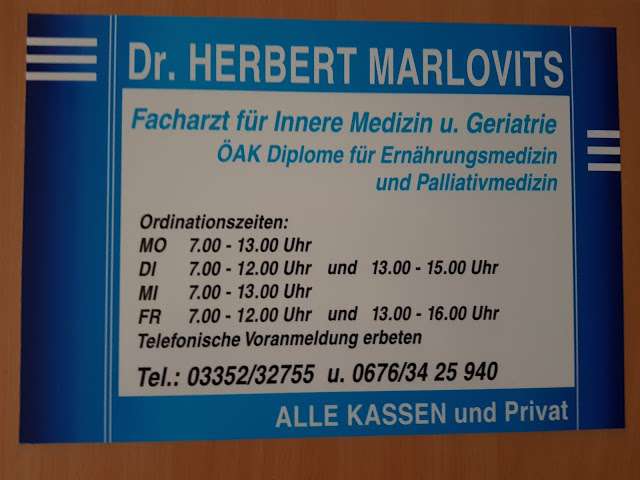 Dr. HERBERT MARLOVITS
Facharzt für Innere Medizin u. Geriatrie
ÖAK Diplome für Ernährungsmedizin
und Palliativmedizin
Ordinationszeiten:
MO 7.00 - 13.00 Uhr
DI 7.00 - 12.00 Uhr und 13.00 - 15.00 Uhr
MI 7.00 - 13.00 Uhr
FR 7.00 - 12.00 Uhr und 13.00 - 16.00 Uhr
Telefonische Voranmeldung erbeten
Tel.: 03352/32755 u. 0676/34 25 940
ALLE KASSEN und Privat